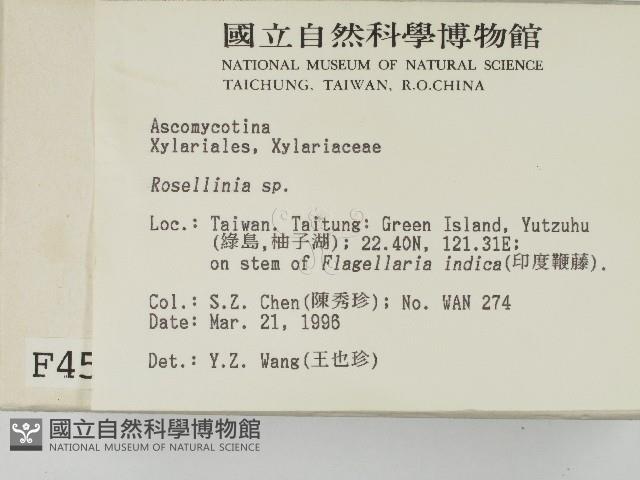 國立自然科學博物館
NATIONAL MUSEUM OF NATURAL SCIENCE
TAICHUNG, TAIWAN, R.O.CHINA
Ascomycotina
Xylariales, Xylariaceae
Rosellinia sp.
Loc.: Taiwan. Taitung: Green Island, Yutzuhu
(綠島,柚子湖); 22.40N, 121.31E;
on stem of Flagellaria indica(印度鞭藤).
Col.: S.Z. Chen(陳秀珍); No. WAN 274
Date: Mar. 21, 1996
Det.: Y.Z. Wang(王也珍)
F45
國立自然科學博物館
NATIONAL MUSEUM OF NATURAL SCIENCE